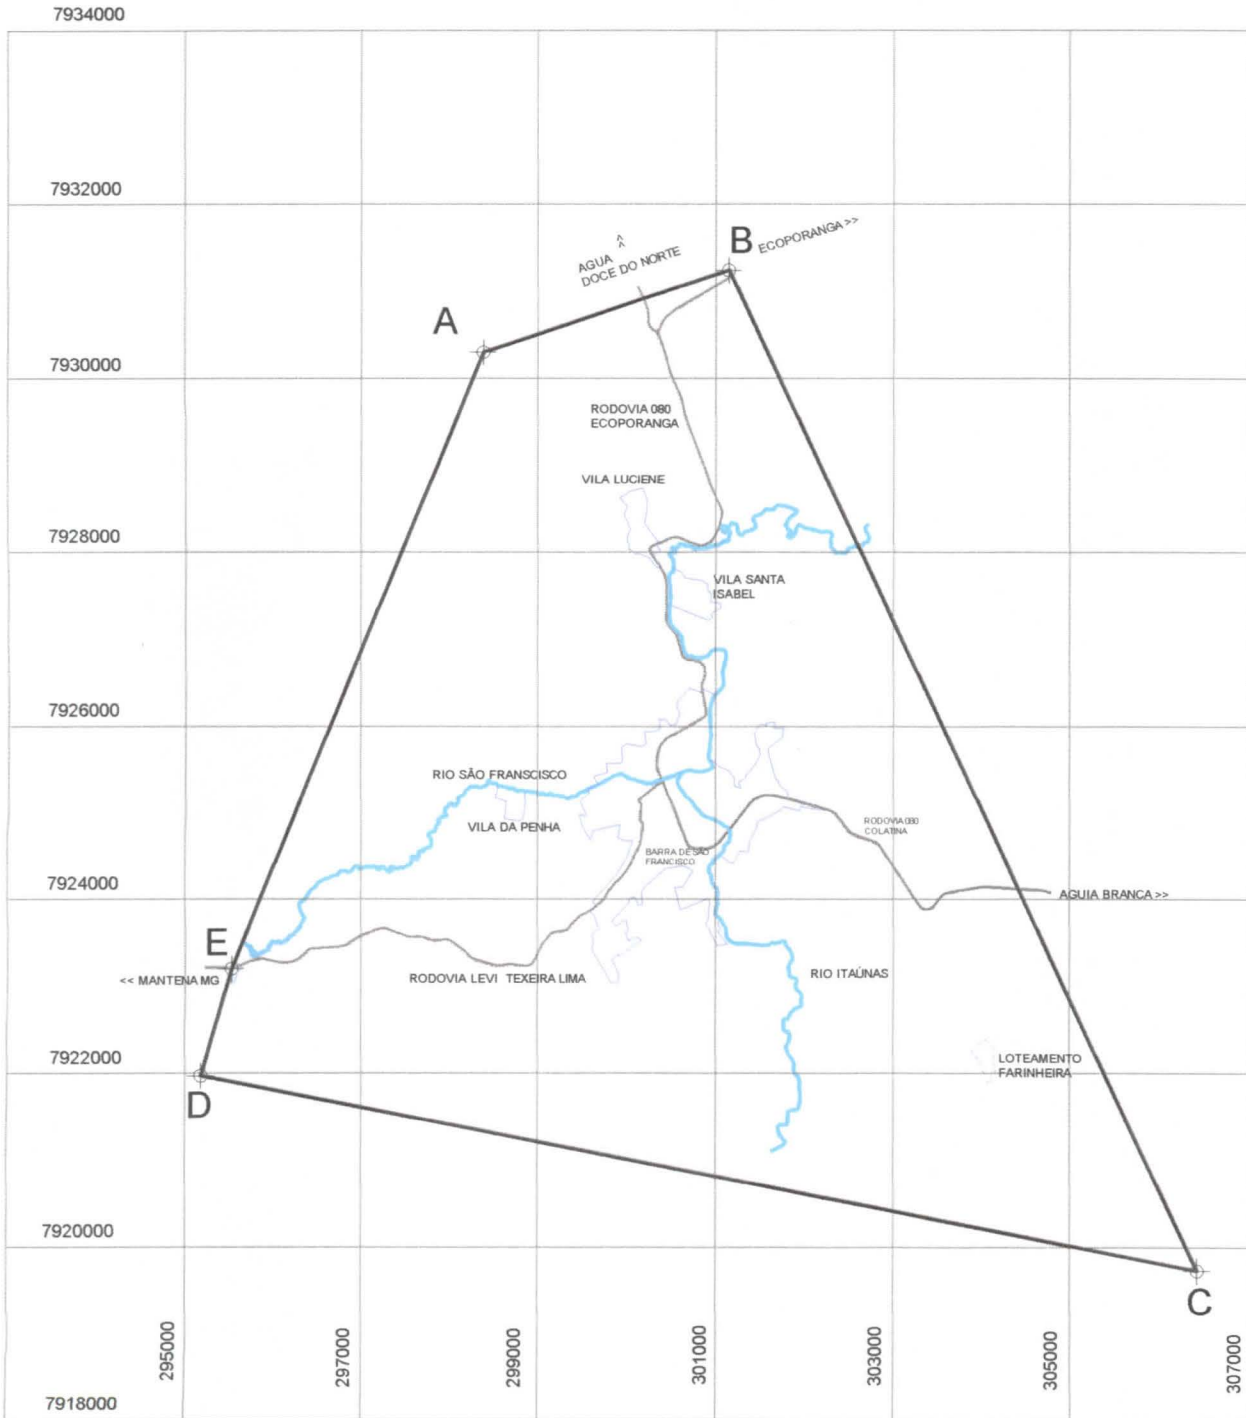 7934000
7932000
B
ECOPORANGA >>
AGUA
<<
DOCE DO NORTE
A
7930000
RODOVIA 080
ECOPORANGA
VILA LUCIENE
7928000
VILA SANTA
ISABEL
7926000
RIO SÃO FRANSCISCO
VILA DA PENHA
RODOVIA 080
COLATINA
BARRA DE SÃO
FRANCISCO
7924000
AGUIA BRANCA >>
E
<< MANTENA MG
RODOVIA LEVI TEXEIRA LIMA
RIO ITAÚNAS
7922000
LOTEAMENTO
FARINHEIRA
D
7920000
C
295000
297000
299000
301000
303000
305000
307000
7918000